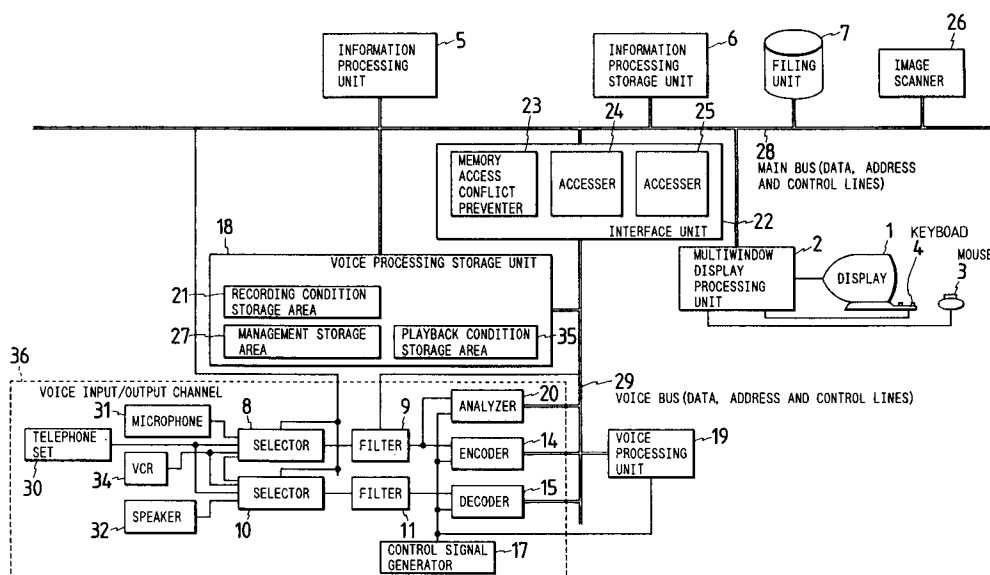 5
INFORMATION
PROCESSING
UNIT
6
INFORMATION
PROCESSING
STORAGE UNIT
7
FILING
UNIT
26
IMAGE
SCANNER
28
MAIN BUS(DATA, ADDRESS
AND CONTROL LINES)
23
MEMORY
ACCESS
CONFLICT
PREVENTER
24
ACCESSER
25
ACCESSER
22
INTERFACE UNIT
18
VOICE PROCESSING STORAGE UNIT
21
RECORDING CONDITION
STORAGE AREA
27
MANAGEMENT STORAGE
AREA
PLAYBACK CONDITION
STORAGE AREA
35
2
MULTIWINDOW
DISPLAY
PROCESSING
UNIT
1
DISPLAY
KEYBOAD
4
MOUSE
3
36
VOICE INPUT/OUTPUT CHANNEL
29
VOICE BUS(DATA, ADDRESS AND CONTROL LINES)
31
MICROPHONE
TELEPHONE
SET
30
VCR
34
SPEAKER
32
8
SELECTOR
9
FILTER
20
ANALYZER
14
ENCODER
VOICE
PROCESSING
UNIT
19
SELECTOR
10
FILTER
11
15
DECODER
CONTROL SIGNAL
GENERATOR
17